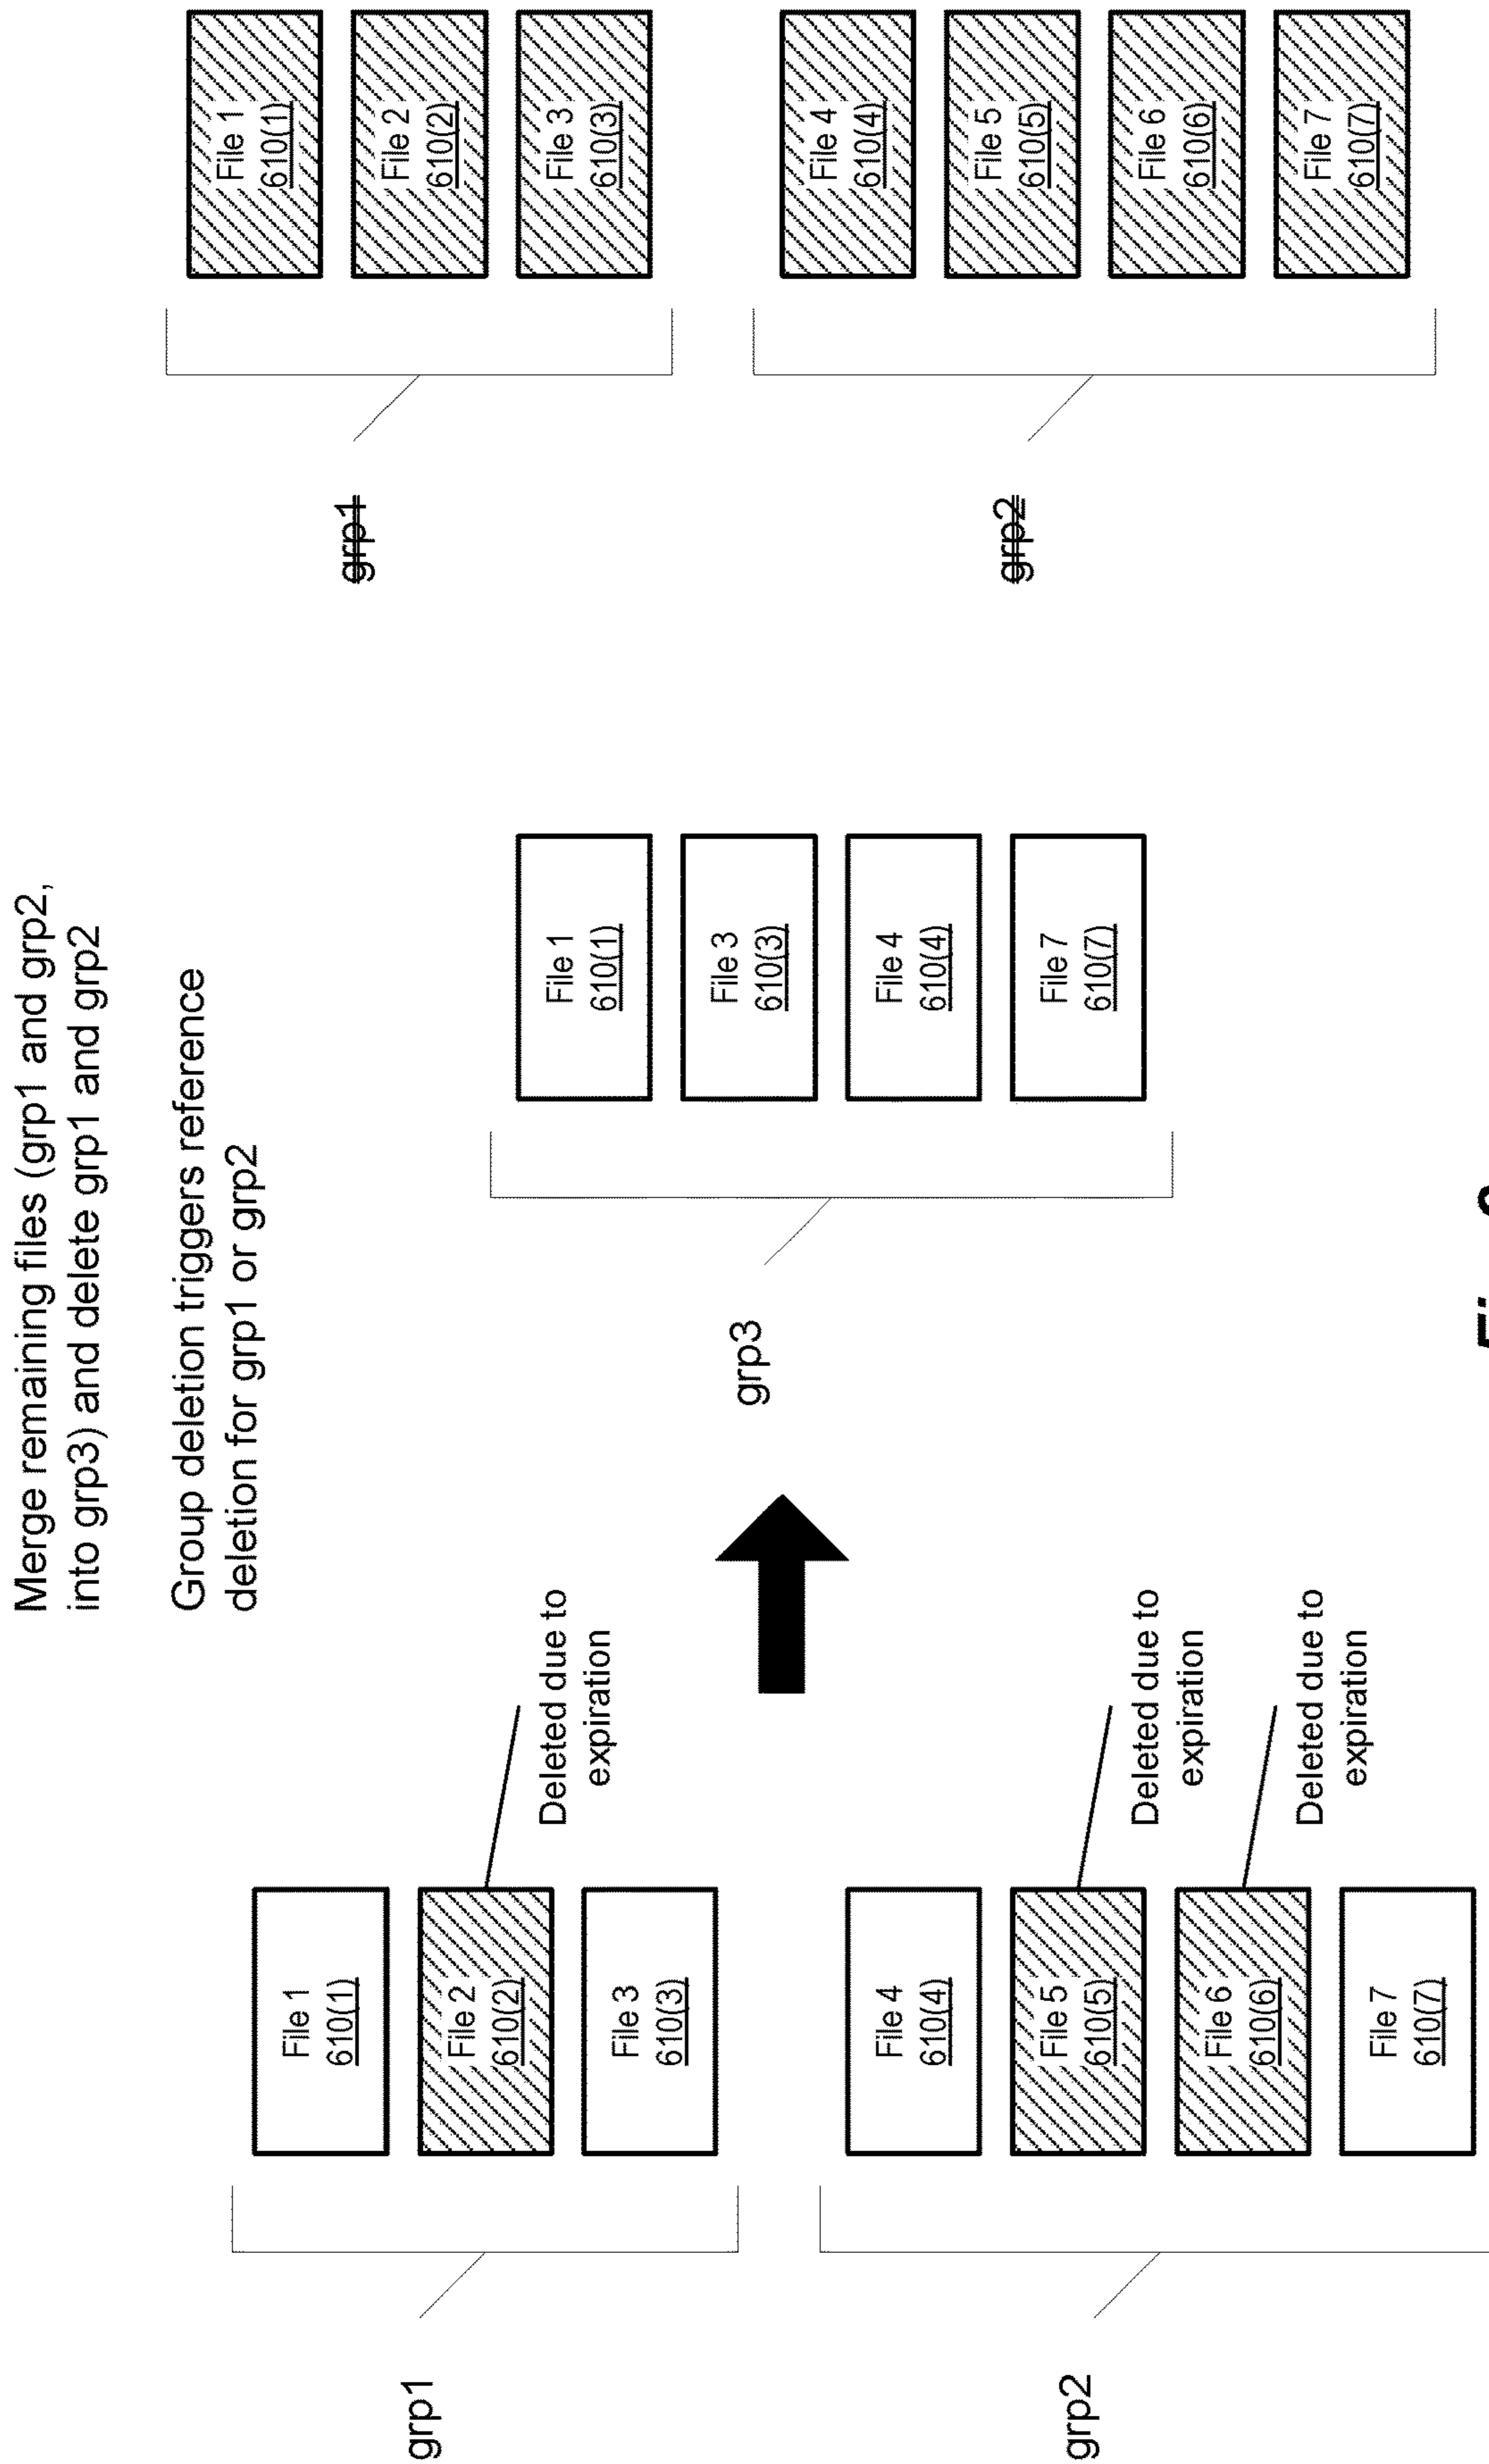 Merge remaining files (grp1 and grp2,
into grp3) and delete grp1 and grp2
Group deletion triggers reference
deletion for grp1 or grp2
grp1
File 1
610(1)
File 2
610(2)
Deleted due to
expiration
File 3
610(3)
grp2
File 4
610(4)
File 5
610(5)
Deleted due to
expiration
File 6
610(6)
Deleted due to
expiration
File 7
610(7)
grp3
File 1
610(1)
File 3
610(3)
File 4
610(4)
File 7
610(7)
grp1
File 1
610(1)
File 2
610(2)
File 3
610(3)
grp2
File 4
610(4)
File 5
610(5)
File 6
610(6)
File 7
610(7)